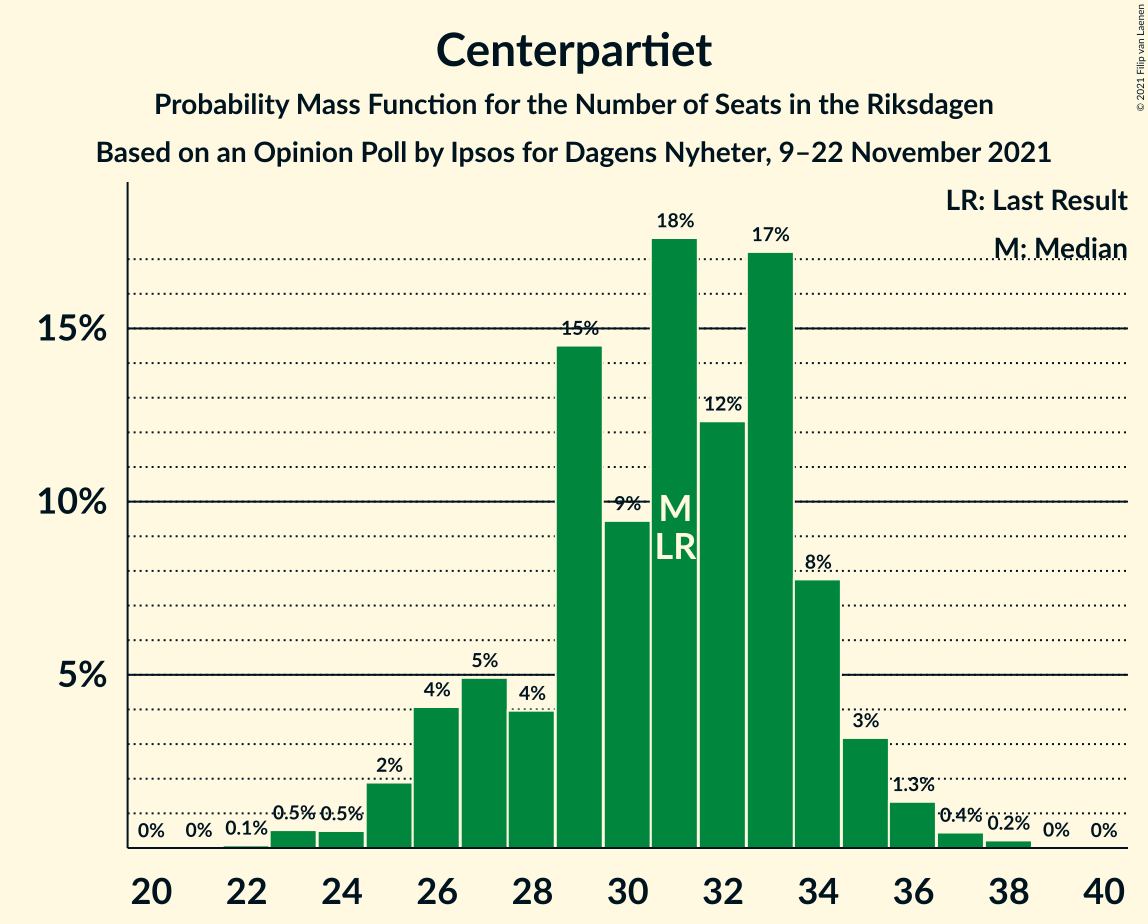 Centerpartiet
Probability Mass Function for the Number of Seats in the Riksdagen
Based on an Opinion Poll by Ipsos for Dagens Nyheter, 9–22 November 2021
© 2021 Filip van Laenen
LR: Last Result
M: Median
15%
10%
5%
0%
0%
0.1%
0.5%
0.5%
2%
4%
5%
4%
15%
9%
18%
12%
17%
8%
3%
1.3%
0.4%
0.2%
0%
0%
M
LR
20 22 24 26 28 30 32 34 36 38 40